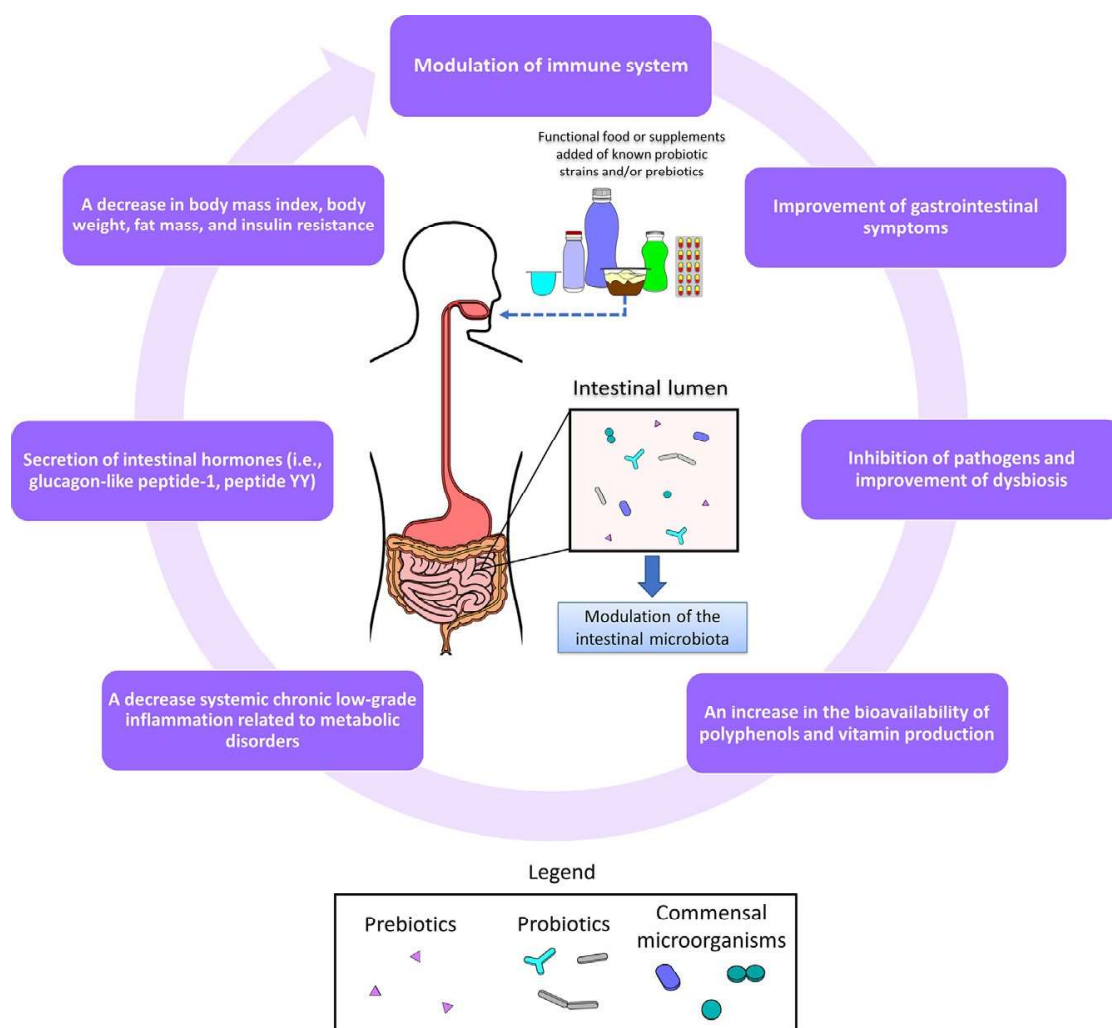 Modulation of immune system
Functional food or supplements
added of known probiotic
strains and/or prebiotics
A decrease in body mass index, body
weight, fat mass, and insulin resistance
Improvement of gastrointestinal
symptoms
Intestinal lumen
Secretion of intestinal hormones (i.e.,
glucagon-like peptide-1, peptide YY)
Inhibition of pathogens and
improvement of dysbiosis
Modulation of the
intestinal microbiota
A decrease systemic chronic low-grade
inflammation related to metabolic
disorders
An increase in the bioavailability of
polyphenols and vitamin production
Legend
Prebiotics
Probiotics
Commensal
microorganisms